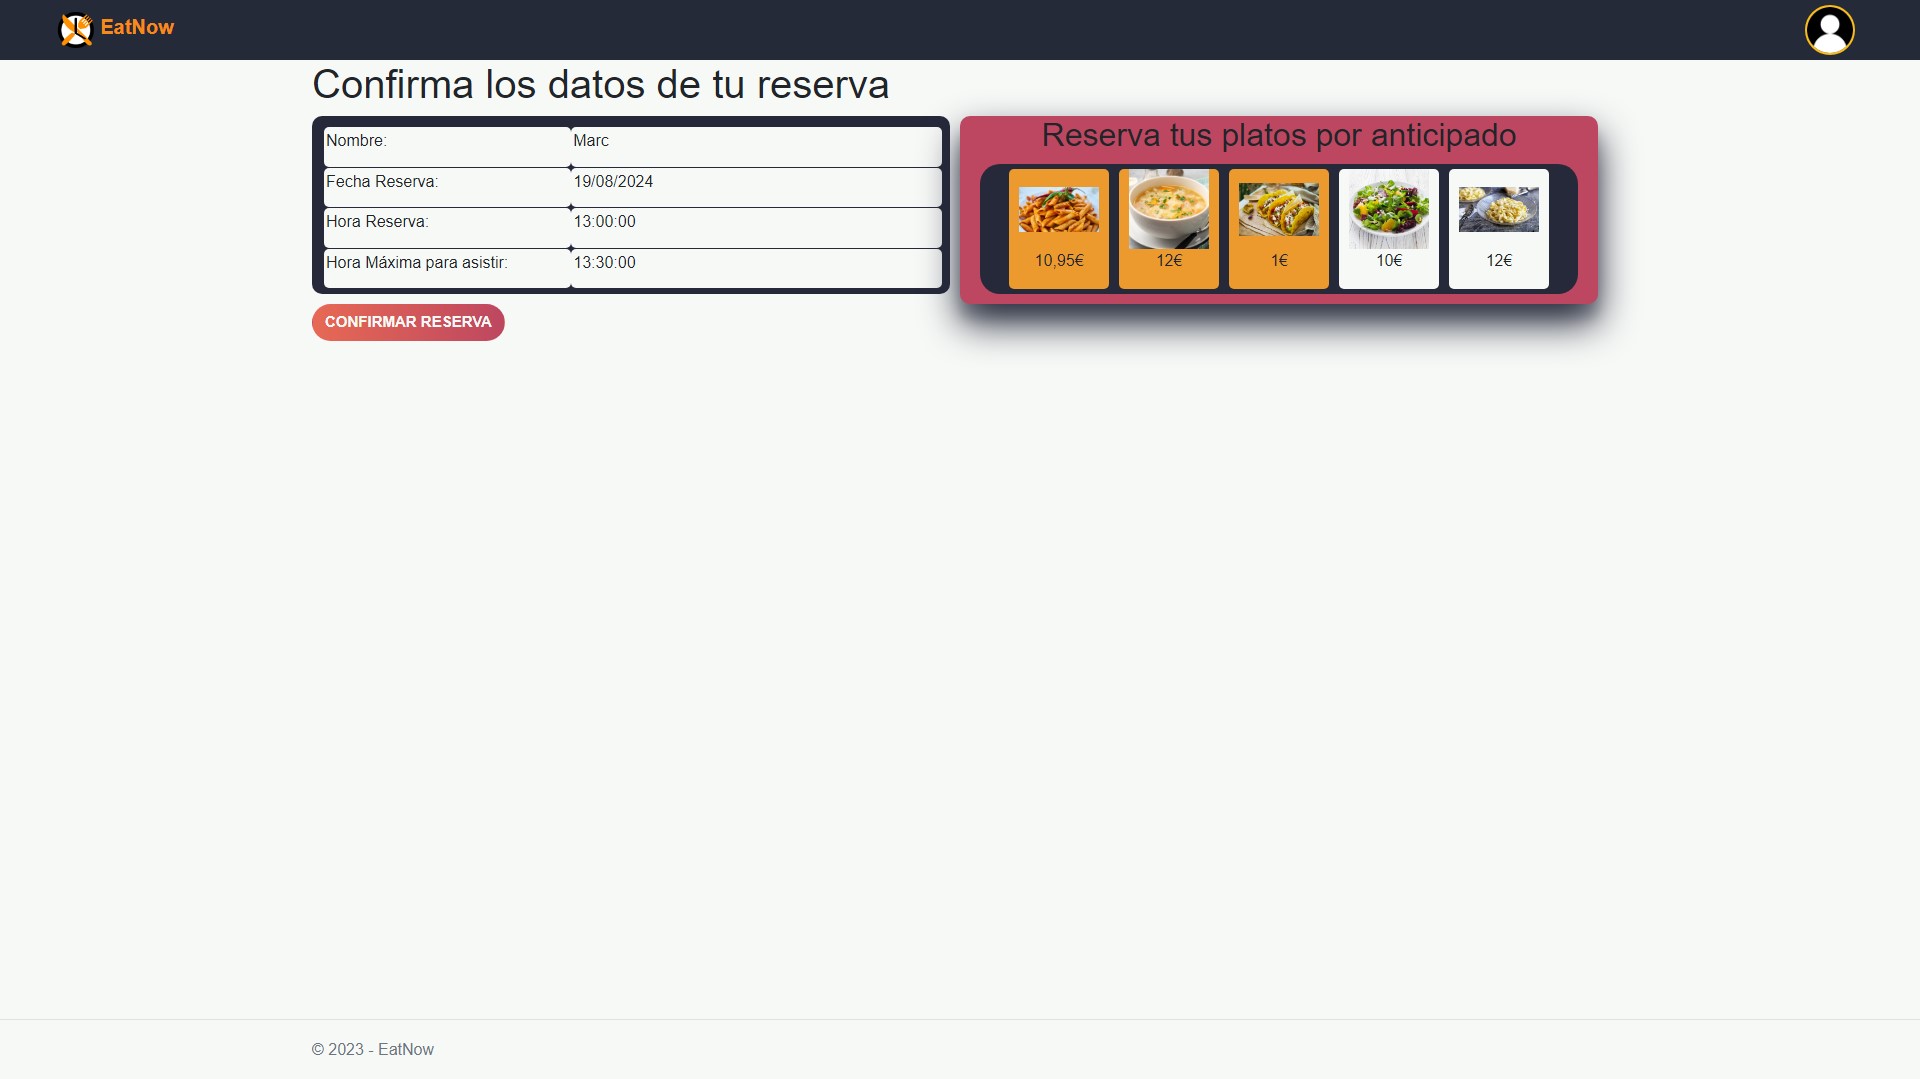 EatNow
Confirma los datos de tu reserva
Nombre: Marc
Fecha Reserva: 19/08/2024
Hora Reserva: 13:00:00
Hora Máxima para asistir: 13:30:00
CONFIRMAR RESERVA
Reserva tus platos por anticipado
10,95€ 12€ 1€ 10€ 12€
© 2023 - EatNow